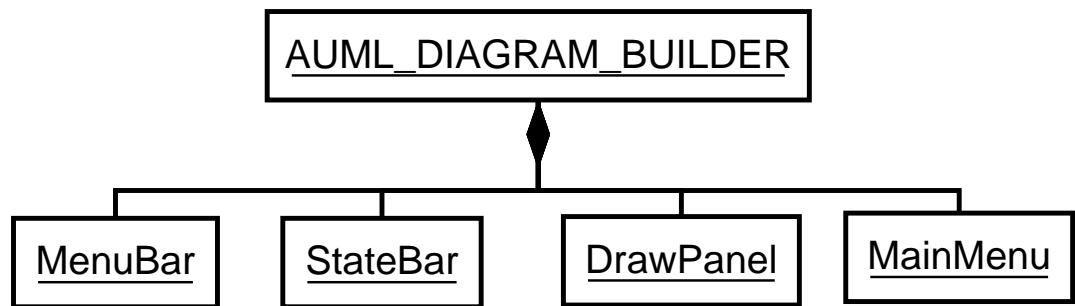 AUML_DIAGRAM_BUILDER
MenuBar
StateBar
DrawPanel
MainMenu